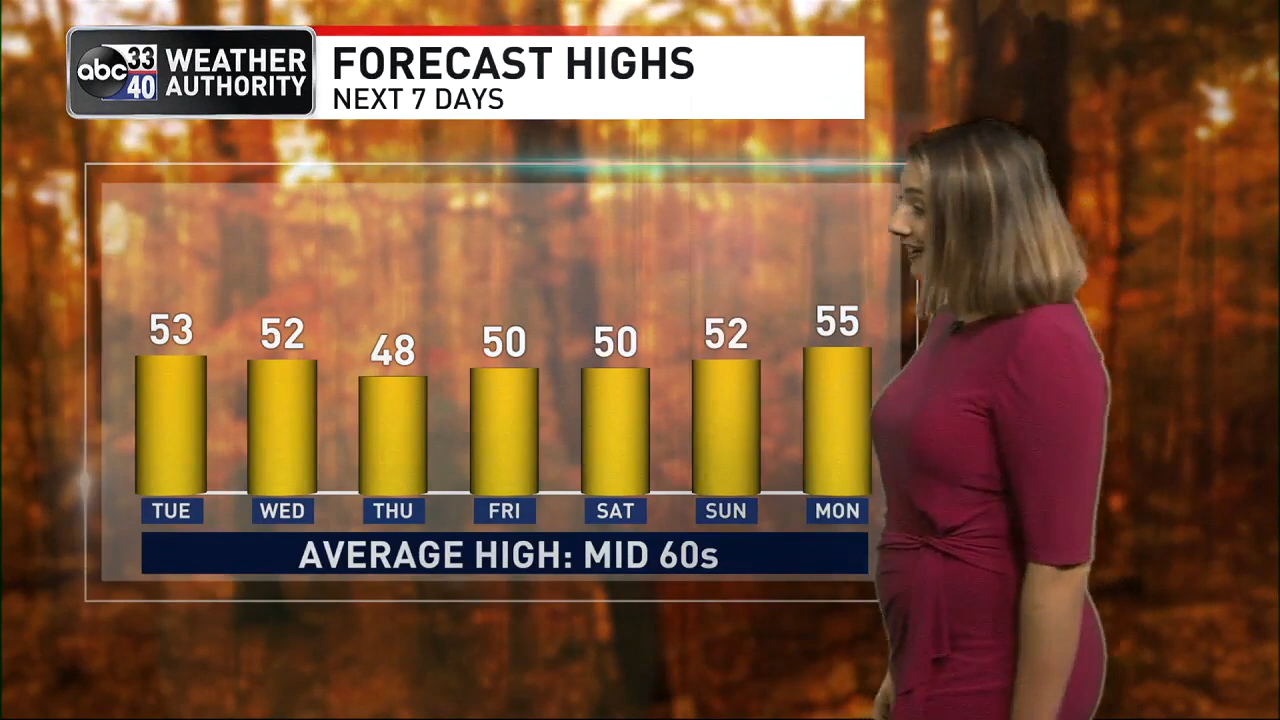 abc 33 40
WEATHER
AUTHORITY
FORECAST HIGHS
NEXT 7 DAYS
53 52 48 50 50 52 55
TUE WED THU FRI SAT SUN MON
AVERAGE HIGH: MID 60s